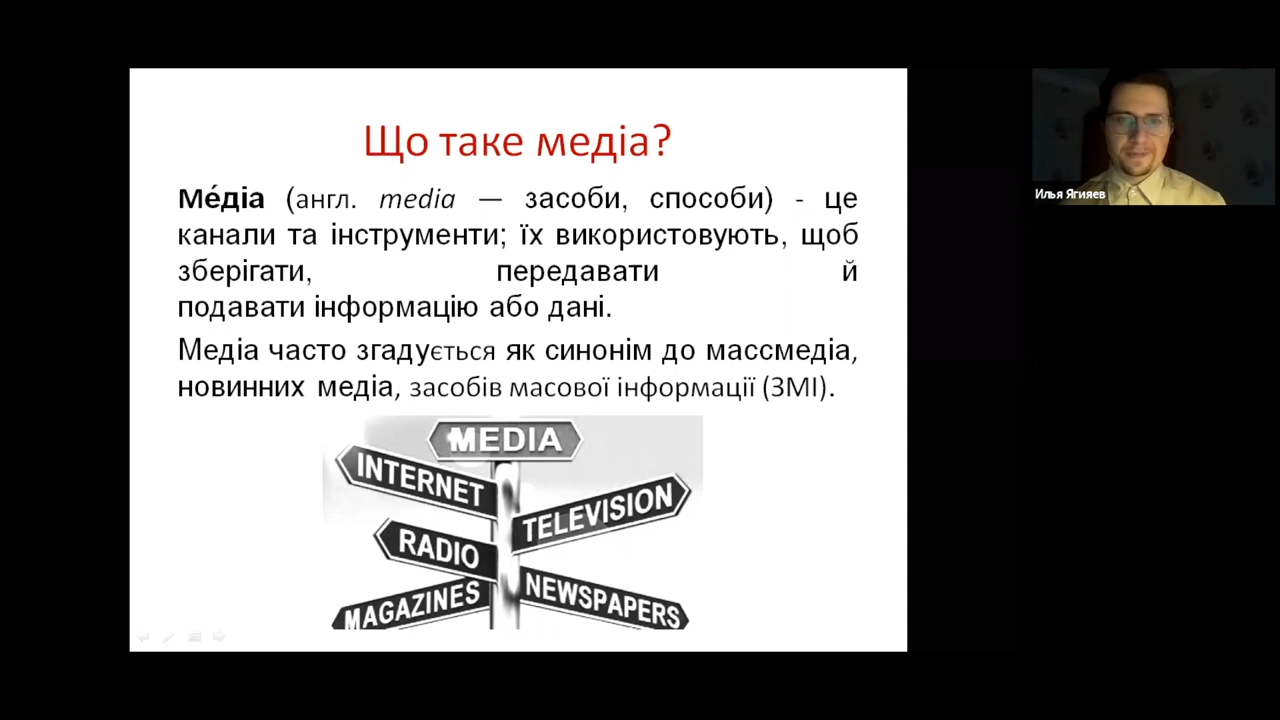 Що таке медіа?
Ме́діа (англ. media — засоби, способи) - це
канали та інструменти; їх використовують, щоб
зберігати, передавати й
подавати інформацію або дані.
Медіа часто згадується як синонім до массмедіа,
новинних медіа, засобів масової інформації (ЗМІ).
MEDIA
INTERNET
TELEVISION
RADIO
MAGAZINES
NEWSPAPERS
Илья Ягияев